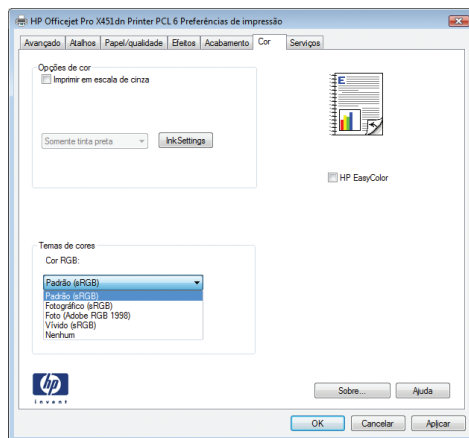 HP Officejet Pro X451dn Printer PCL 6 Preferências de impressão
Avançado Atalhos Papel/qualidade Efeitos Acabamento Cor Serviços
Opções de cor
Imprimir em escala de cinza
E
Somente tinta preta InkSettings
HP EasyColor
Temas de cores
Cor RGB:
Padrão (sRGB)
Padrão (sRGB)
Fotográfico (sRGB)
Foto (Adobe RGB 1998)
Vívido (sRGB)
Nenhum
hp
invent
Sobre... Ajuda
OK Cancelar Aplicar